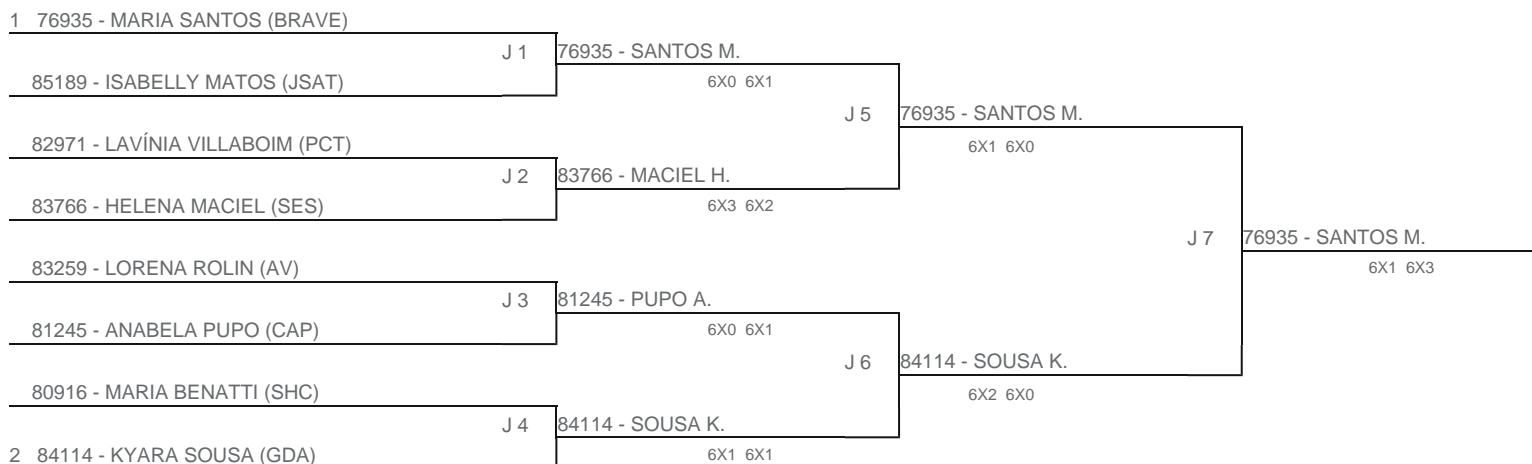 1 76935 - MARIA SANTOS (BRAVE)
J 1
76935 - SANTOS M.
85189 - ISABELLY MATOS (JSAT)
6X0 6X1
J 5
76935 - SANTOS M.
82971 - LAVÍNIA VILLABOIM (PCT)
6X1 6X0
J 2
83766 - MACIEL H.
83766 - HELENA MACIEL (SES)
6X3 6X2
J 7
76935 - SANTOS M.
83259 - LORENA ROLIN (AV)
6X1 6X3
J 3
81245 - PUPO A.
81245 - ANABELA PUPO (CAP)
6X0 6X1
J 6
84114 - SOUSA K.
80916 - MARIA BENATTI (SHC)
6X2 6X0
J 4
84114 - SOUSA K.
2 84114 - KYARA SOUSA (GDA)
6X1 6X1